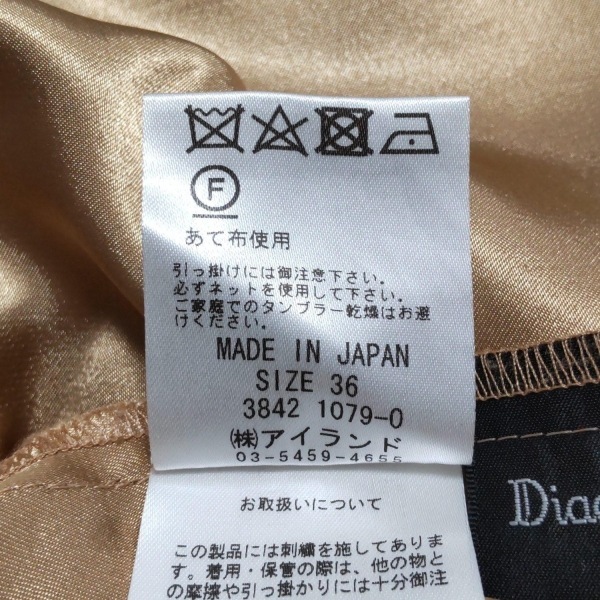 F
あて布使用
引っ掛けには御注意下さい。
必ずネットを使用して下さい。
ご家庭でのタンブラー乾燥はお避
けください。
MADE IN JAPAN
SIZE 36
3842 1079-0
㈱アイランド
03-5459-4655
お取扱いについて
この製品には刺繍を施してありま
す。着用・保管の際は、他の物と
の摩擦や引っ掛かりには十分御注